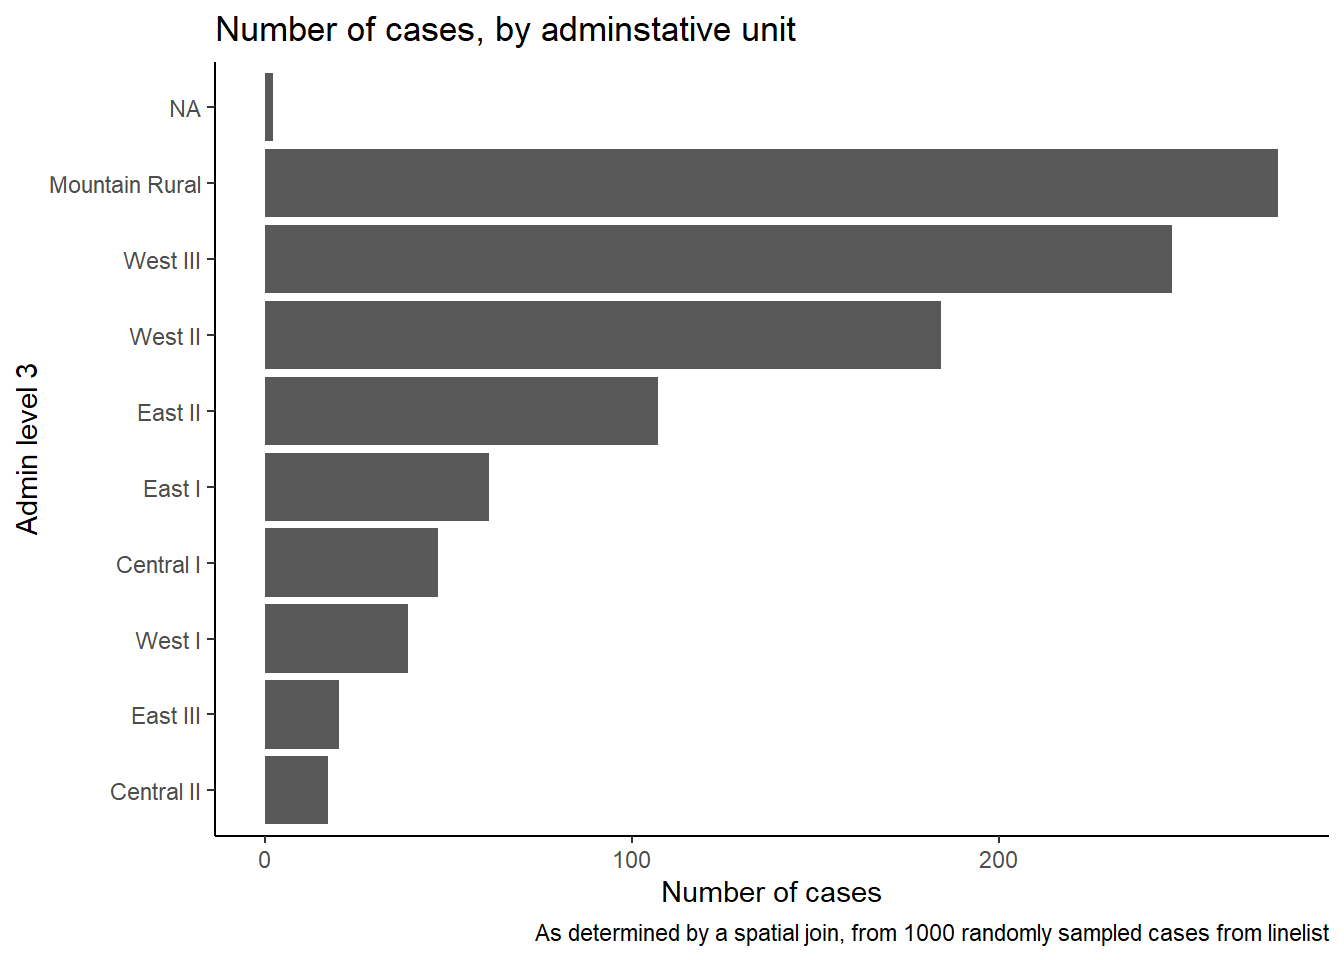 Number of cases, by adminstative unit
NA
Mountain Rural
West III
West II
East II
East I
Central I
West I
East III
Central II
Admin level 3
0 100 200
Number of cases
As determined by a spatial join, from 1000 randomly sampled cases from linelist